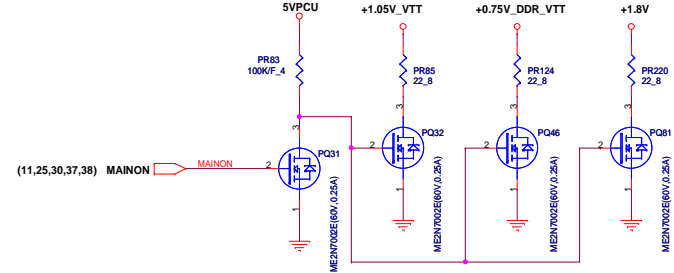 5VPCU
+1.05V_VTT
+0.75V_DDR_VTT
+1.8V
PR83
100K/F_4
PR85
22_8
PR124
22_8
PR220
22_8
3
3
3
3
PQ31
PQ32
PQ46
PQ81
2
2
2
2
(11,25,30,37,38) MAINON
MAINON
1
1
1
1
ME2N7002E(60V,0.25A)
ME2N7002E(60V,0.25A)
ME2N7002E(60V,0.25A)
ME2N7002E(60V,0.25A)